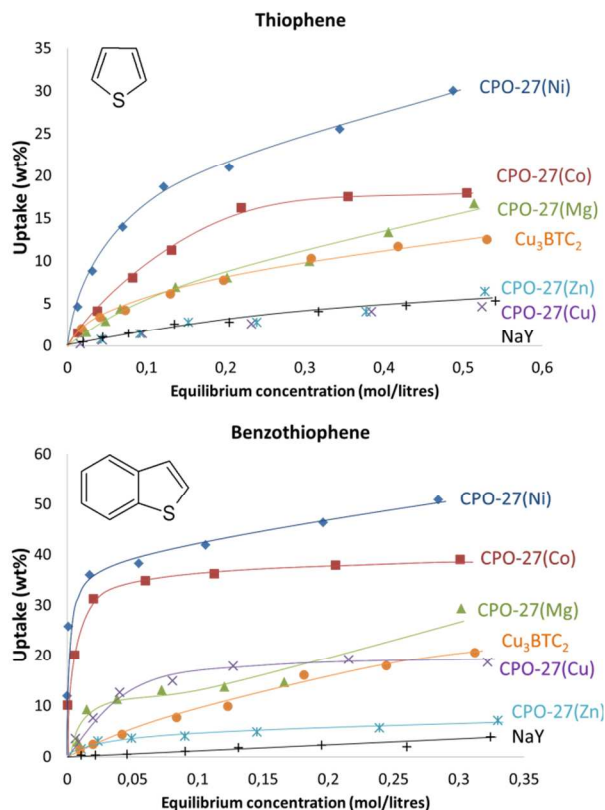 Thiophene
35
30
25
20
15
10
5
0
Uptake (wt%)
S
CPO-27(Ni)
CPO-27(Co)
CPO-27(Mg)
Cu₃BTC₂
CPO-27(Zn)
CPO-27(Cu)
NaY
0 0,1 0,2 0,3 0,4 0,5 0,6
Equilibrium concentration (mol/litres)
Benzothiophene
60
50
40
30
20
10
0
Uptake (wt%)
S
CPO-27(Ni)
CPO-27(Co)
CPO-27(Mg)
Cu₃BTC₂
CPO-27(Cu)
CPO-27(Zn)
NaY
0 0,05 0,1 0,15 0,2 0,25 0,3 0,35
Equilibrium concentration (mol/litres)